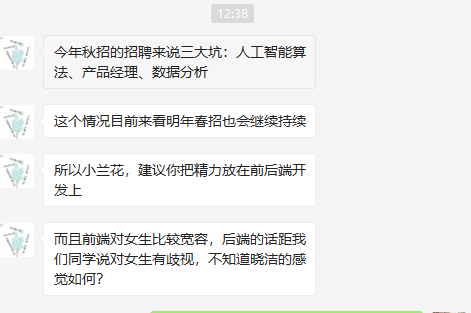 12:38
今年秋招的招聘来说三大坑：人工智能算
法、产品经理、数据分析
这个情况目前来看明年春招也会继续持续
所以小兰花，建议你把精力放在前后端开
发上
而且前端对女生比较宽容，后端的话距我
们同学说对女生有歧视，不知道晓洁的感
觉如何？